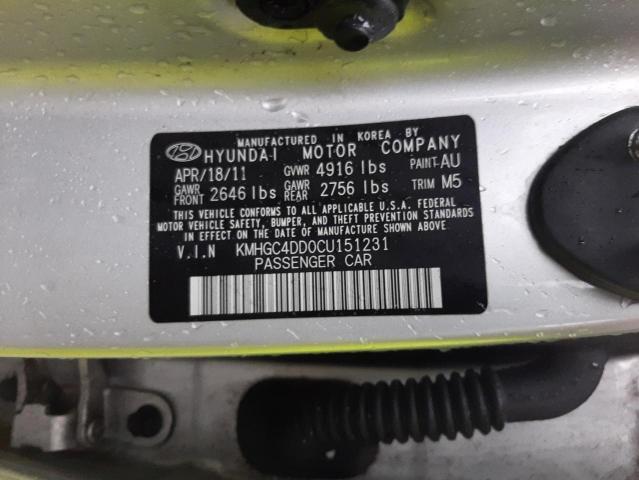 MANUFACTURED IN KOREA BY
HYUNDAI MOTOR COMPANY
APR/18/11 GVWR 4916 lbs PAINT AU
GAWR FRONT 2646 lbs GAWR REAR 2756 lbs TRIM M5
THIS VEHICLE CONFORMS TO ALL APPLICABLE U.S.A. FEDERAL
MOTOR VEHICLE SAFETY, BUMPER, AND THEFT PREVENTION STANDARDS
IN EFFECT ON THE DATE OF MANUFACTURE SHOWN ABOVE.
V.I.N KMHGC4DD0CU151231
PASSENGER CAR